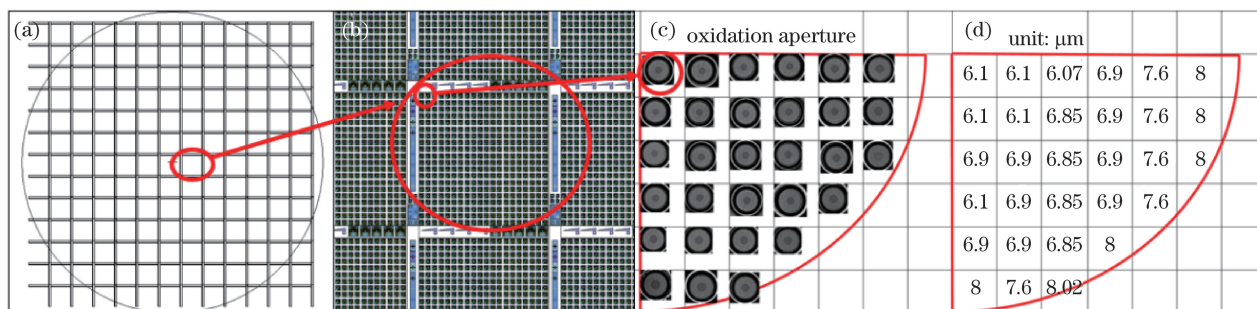 (a)
(b)
(c) oxidation aperture
(d) unit: μm
6.1 6.1 6.07 6.9 7.6 8
6.1 6.1 6.85 6.9 7.6 8
6.9 6.9 6.85 6.9 7.6 8
6.1 6.9 6.85 6.9 7.6
6.9 6.9 6.85 8
8 7.6 8.02